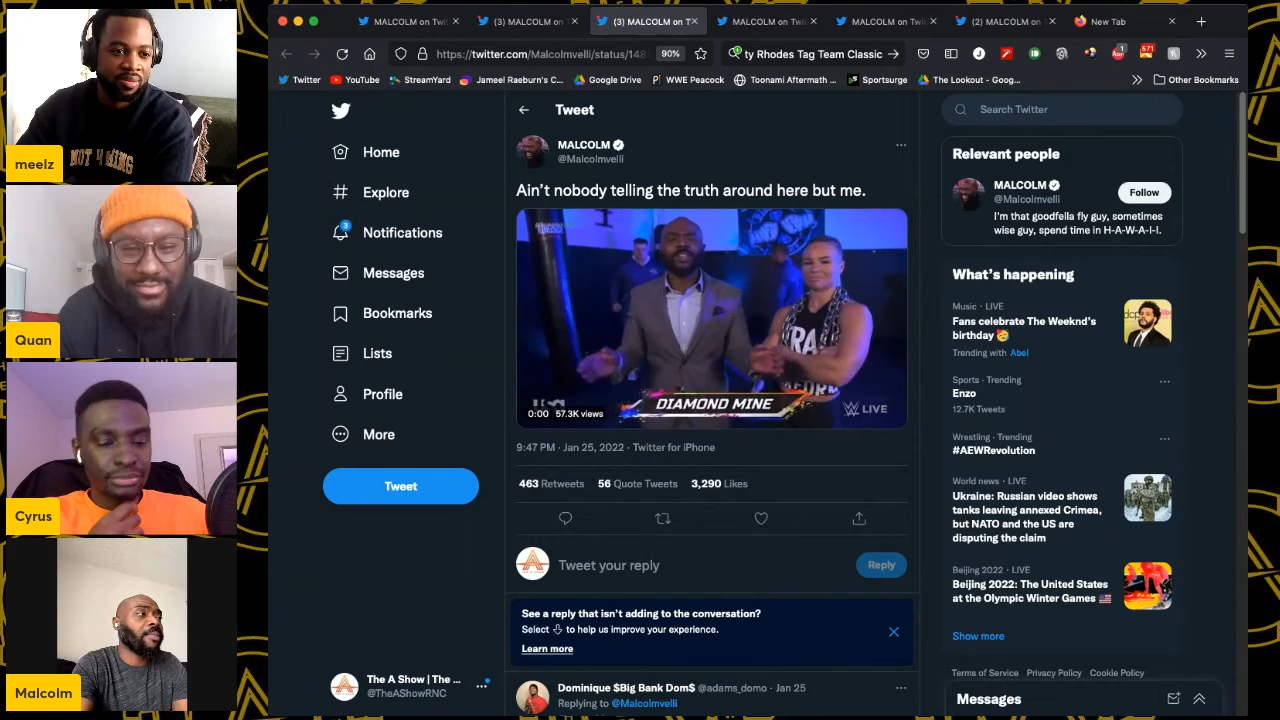 meelz
Quan
Cyrus
Malcolm
MALCOLM on Twi
(3) MALCOLM on
(3) MALCOLM on T
MALCOLM on Twi
MALCOLM on Twi
(2) MALCOLM on
New Tab
https://twitter.com/Ma
90%
ty Rhodes Tag
ssic
1
571
Twitter
YouTube
StreamYard
Jameel Raeburn's C...
Google Drive
WWE Peacock
Toonami Aftermath...
Sportsurge
The Lookout - Goog...
Other Bookmarks
Home
Explore
3
Notifications
Messages
Bookmarks
Lists
Profile
More
Tweet
The A Show | The ...
@TheAShowRNC
Tweet
MALCOLM
@Malcolmvelli
Ain't nobody telling the truth around here but me.
DIAMOND MINE
LIVE
0:00 57.3K views
9:47 PM · Jan 25, 2022 · Twitter for iPhone
463 Retweets 56 Quote Tweets 3,290 Likes
Tweet your reply
Reply
See a reply that isn't adding to the conversation?
Select to help us improve your experience.
Learn more
Dominique $Big Bank Dom$ @adams_domo · Jan 25
Replying to @Malcolmvelli
Search Twitter
Relevant people
MALCOLM
@Malcolmvelli
Follow
I'm that goodfella fly guy, sometimes
wise guy, spend time in H-A-W-A-I-I.
What's happening
Music · LIVE
Fans celebrate The Weeknd's
birthday 🥳
Trending with Abel
Sports · Trending
Enzo
12.7K Tweets
Wrestling · Trending
#AEWRevolution
World news · LIVE
Ukraine: Russian video shows
tanks leaving annexed Crimea,
but NATO and the US are
disputing the claim
Beijing 2022 · LIVE
Beijing 2022: The United States
at the Olympic Winter Games 🇺🇸
Show more
Terms of Service Privacy Policy Cookie Policy
Messages